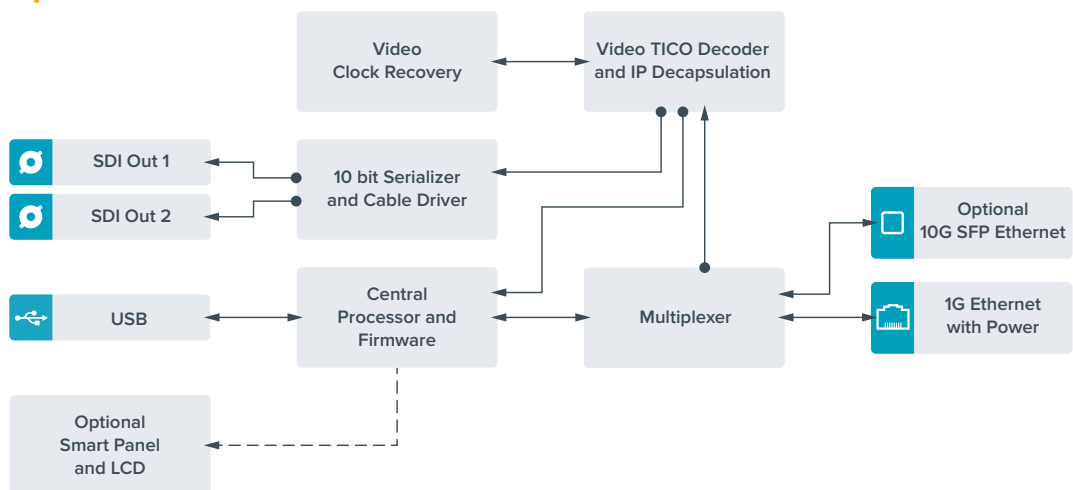 Video
Clock Recovery
Video TICO Decoder
and IP Decapsulation
SDI Out 1
SDI Out 2
10 bit Serializer
and Cable Driver
Optional
10G SFP Ethernet
USB
Central
Processor and
Firmware
Multiplexer
1G Ethernet
with Power
Optional
Smart Panel
and LCD